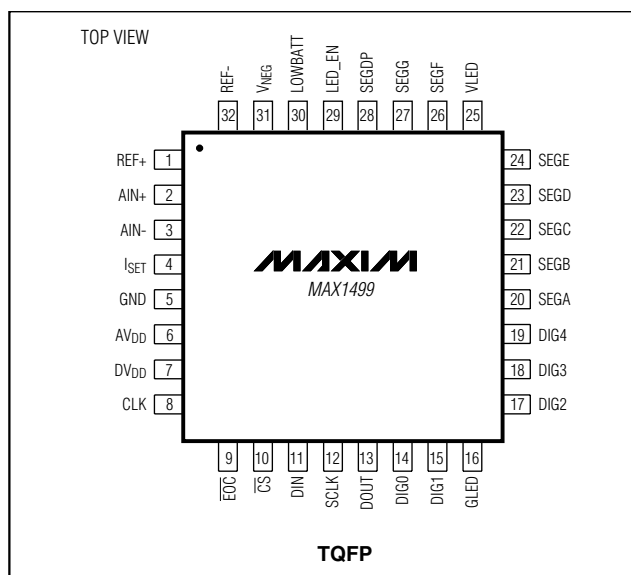 TOP VIEW
REF-
VNEG
LOWBATT
LED_EN
SEGDP
SEGG
SEGF
VLED
32 31 30 29 28 27 26 25
REF+ 1
AIN+ 2
AIN- 3
ISET 4
GND 5
AVDD 6
DVDD 7
CLK 8
MAXIM
MAX1499
24 SEGE
23 SEGD
22 SEGC
21 SEGB
20 SEGA
19 DIG4
18 DIG3
17 DIG2
9 10 11 12 13 14 15 16
EOC
CS
DIN
SCLK
DOUT
DIG0
DIG1
GLED
TQFP